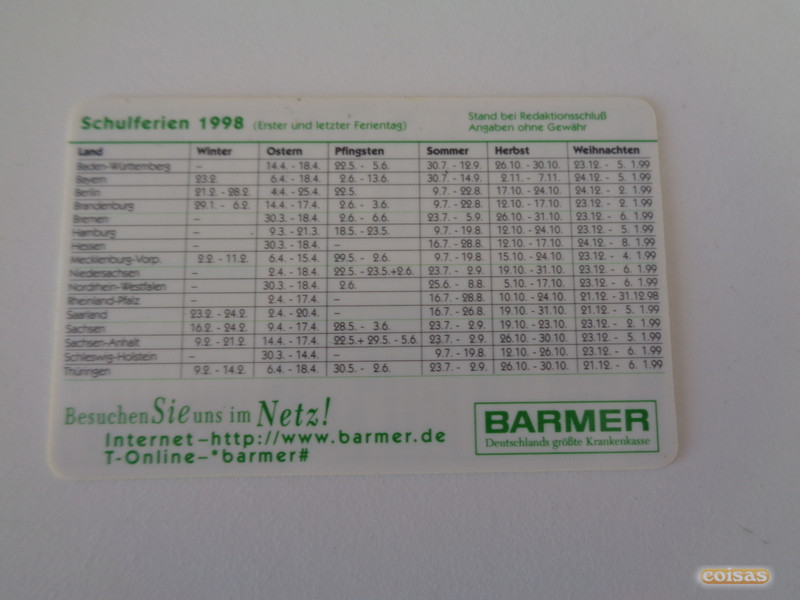 Schulferien 1998 (Erster und letzter Ferientag) Stand bei Redaktionsschluß
Angaben ohne Gewähr
Land Winter Ostern Pfingsten Sommer Herbst Weihnachten
Baden-Württemberg – 14.4. - 18.4. 22.5. - 5.6. 30.7. - 12.9. 26.10. - 30.10. 23.12. - 5. 1.99
Bayern 23.2. 6.4. - 18.4. 2.6. - 13.6. 30.7. - 14.9. 2.11. - 7.11. 24.12. - 5. 1.99
Berlin 21.2. - 28.2. 4.4. - 25.4. 22.5. 9.7. - 22.8. 17.10. - 24.10. 24.12. - 2. 1.99
Brandenburg 29.1. - 6.2. 14.4. - 17.4. 2.6. - 3.6. 9.7. - 22.8. 19.10. - 24.10. 23.12. - 2. 1.99
Bremen – 30.3. - 18.4. 2.6. - 6.6. 23.7. - 5.9. 26.10. - 31.10. 23.12. - 6. 1.99
Hamburg – 9.3. - 21.3. 18.5. - 23.5. 9.7. - 19.8. 12.10. - 24.10. 23.12. - 5. 1.99
Hessen – 30.3. - 18.4. – 16.7. - 28.8. 12.10. - 17.10. 24.12. - 8. 1.99
Mecklenburg-Vorp. 2.2. - 11.2. 6.4. - 15.4. 29.5. - 2.6. 9.7. - 19.8. 15.10. - 24.10. 23.12. - 4. 1.99
Niedersachsen – 2.4. - 18.4. 22.5. - 23.5.+2.6. 23.7. - 2.9. 19.10. - 31.10. 23.12. - 6. 1.99
Nordrhein-Westfalen – 30.3. - 18.4. 2.6. 25.6. - 8.8. 5.10. - 17.10. 23.12. - 6. 1.99
Rheinland-Pfalz – 2.4. - 17.4. – 16.7. - 28.8. 10.10. - 24.10. 21.12. - 31.12.98
Saarland 23.2. - 24.2. 2.4. - 20.4. – 16.7. - 26.8. 19.10. - 31.10. 21.12. - 5. 1.99
Sachsen 16.2. - 24.2. 9.4. - 17.4. 28.5. - 3.6. 23.7. - 2.9. 19.10. - 23.10. 23.12. - 2. 1.99
Sachsen-Anhalt 9.2. - 21.2. 14.4. - 17.4. 22.5.+ 29.5. - 5.6. 23.7. - 2.9. 26.10. - 30.10. 23.12. - 5. 1.99
Schleswig-Holstein – 30.3. - 14.4. – 9.7. - 19.8. 12.10. - 26.10. 23.12. - 6. 1.99
Thüringen 9.2. - 14.2. 6.4. - 18.4. 30.5. - 2.6. 23.7. - 2.9. 26.10. - 30.10. 21.12. - 6. 1.99
Besuchen Sie uns im Netz!
Internet–http://www.barmer.de
T-Online–*barmer#
BARMER
Deutschlands größte Krankenkasse
coisas